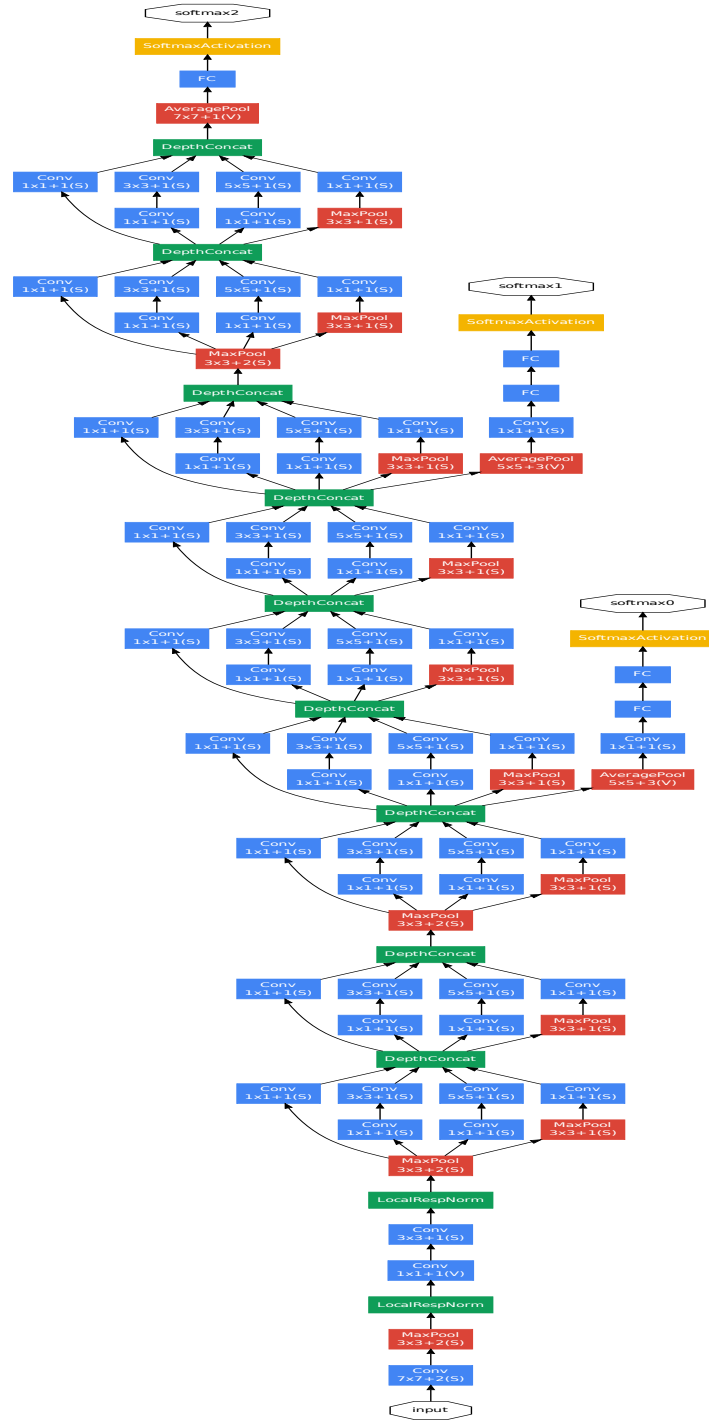 softmax2
SoftmaxActivation
FC
AveragePool
7x7+1(V)
DepthConcat
Conv
1x1+1(S)
Conv
3x3+1(S)
Conv
5x5+1(S)
Conv
1x1+1(S)
Conv
1x1+1(S)
Conv
1x1+1(S)
MaxPool
3x3+1(S)
DepthConcat
Conv
1x1+1(S)
Conv
3x3+1(S)
Conv
5x5+1(S)
Conv
1x1+1(S)
softmax1
Conv
1x1+1(S)
Conv
1x1+1(S)
MaxPool
3x3+1(S)
SoftmaxActivation
MaxPool
3x3+2(S)
FC
DepthConcat
FC
Conv
1x1+1(S)
Conv
3x3+1(S)
Conv
5x5+1(S)
Conv
1x1+1(S)
Conv
1x1+1(S)
Conv
1x1+1(S)
Conv
1x1+1(S)
MaxPool
3x3+1(S)
AveragePool
5x5+3(V)
DepthConcat
Conv
1x1+1(S)
Conv
3x3+1(S)
Conv
5x5+1(S)
Conv
1x1+1(S)
Conv
1x1+1(S)
Conv
1x1+1(S)
MaxPool
3x3+1(S)
DepthConcat
softmax0
Conv
1x1+1(S)
Conv
3x3+1(S)
Conv
5x5+1(S)
Conv
1x1+1(S)
SoftmaxActivation
Conv
1x1+1(S)
Conv
1x1+1(S)
MaxPool
3x3+1(S)
FC
DepthConcat
FC
Conv
1x1+1(S)
Conv
3x3+1(S)
Conv
5x5+1(S)
Conv
1x1+1(S)
Conv
1x1+1(S)
Conv
1x1+1(S)
Conv
1x1+1(S)
MaxPool
3x3+1(S)
AveragePool
5x5+3(V)
DepthConcat
Conv
1x1+1(S)
Conv
3x3+1(S)
Conv
5x5+1(S)
Conv
1x1+1(S)
Conv
1x1+1(S)
Conv
1x1+1(S)
MaxPool
3x3+1(S)
MaxPool
3x3+2(S)
DepthConcat
Conv
1x1+1(S)
Conv
3x3+1(S)
Conv
5x5+1(S)
Conv
1x1+1(S)
Conv
1x1+1(S)
Conv
1x1+1(S)
MaxPool
3x3+1(S)
DepthConcat
Conv
1x1+1(S)
Conv
3x3+1(S)
Conv
5x5+1(S)
Conv
1x1+1(S)
Conv
1x1+1(S)
Conv
1x1+1(S)
MaxPool
3x3+1(S)
MaxPool
3x3+2(S)
LocalRespNorm
Conv
3x3+1(S)
Conv
1x1+1(V)
LocalRespNorm
MaxPool
3x3+2(S)
Conv
7x7+2(S)
input